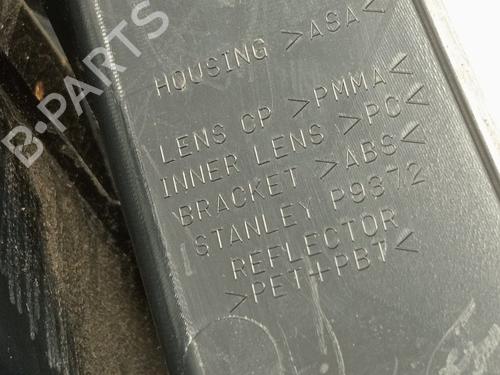 B-PARTS
HOUSING >ASA<
LENS CP >PMMA<
INNER LENS >PC<
BRACKET >ABS<
STANLEY P9372
REFLECTOR
>PET+PBT<